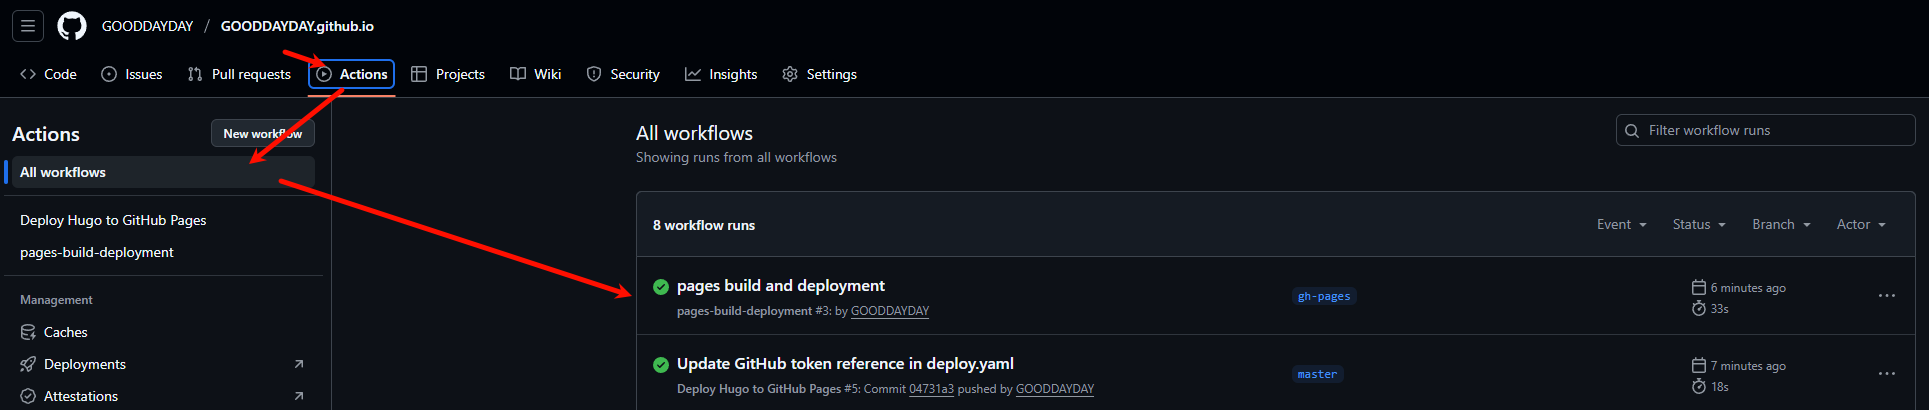 GOODDAYDAY / GOODDAYDAY.github.io
Code Issues Pull requests Actions Projects Wiki Security Insights Settings
Actions
New workflow
All workflows
Deploy Hugo to GitHub Pages
pages-build-deployment
Management
Caches
Deployments
Attestations
All workflows
Showing runs from all workflows
Filter workflow runs
8 workflow runs
Event Status Branch Actor
pages build and deployment
pages-build-deployment #3: by GOODDAYDAY
gh-pages
6 minutes ago
33s
Update GitHub token reference in deploy.yaml
Deploy Hugo to GitHub Pages #5: Commit 04731a3 pushed by GOODDAYDAY
master
7 minutes ago
18s